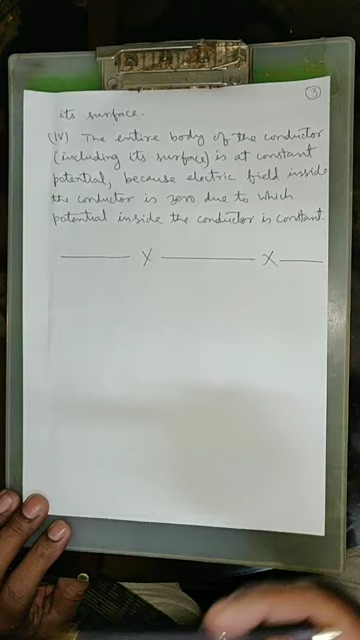 3
its surface.
(IV) The entire body of the conductor
(including its surface) is at constant
potential, because electric field inside
the conductor is zero due to which
potential inside the conductor is constant.
X X